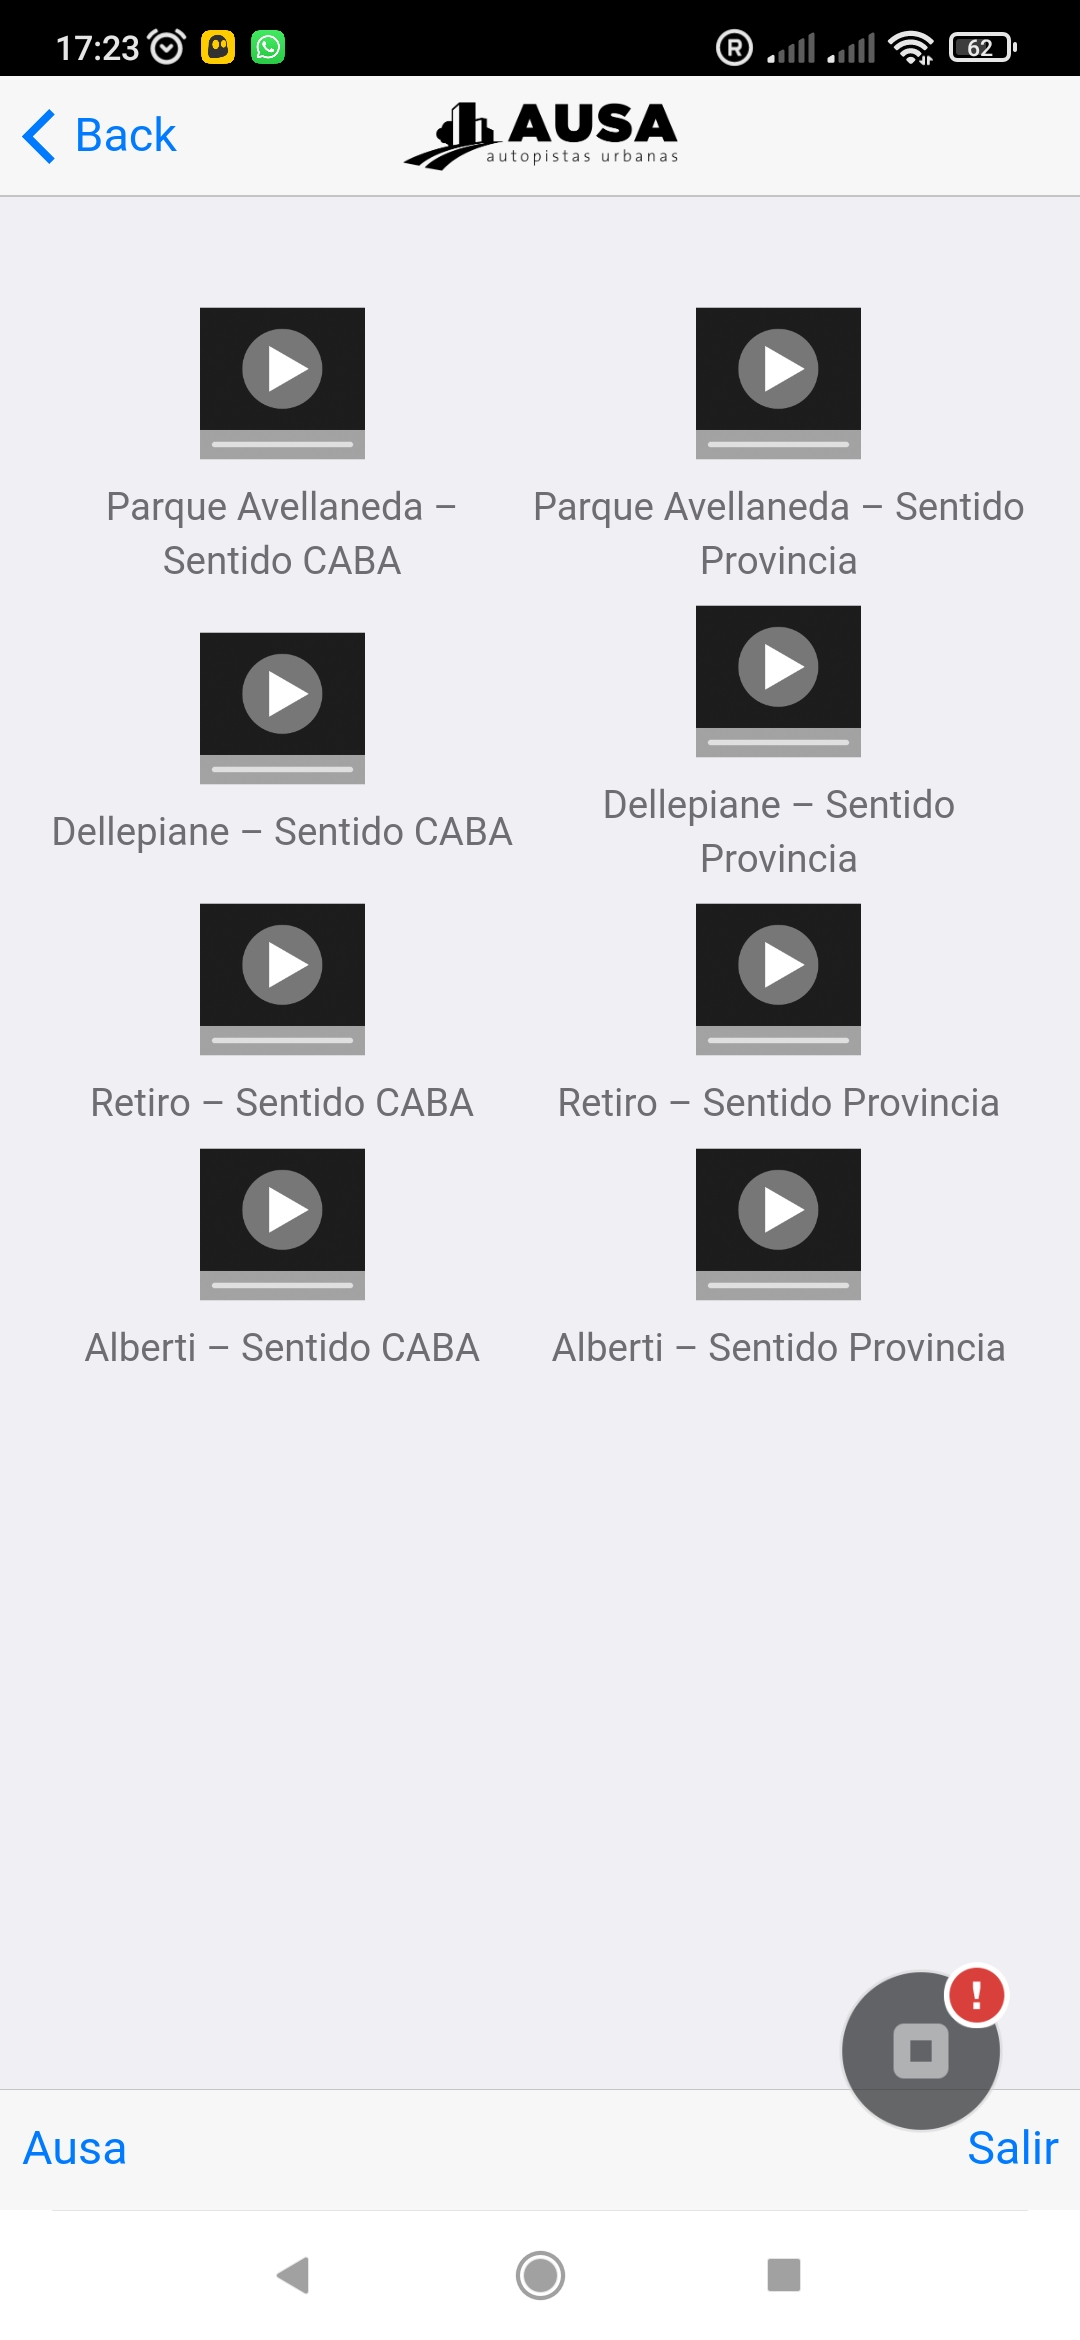 17:23
R
62
Back
AUSA
autopistas urbanas
Parque Avellaneda –
Sentido CABA
Parque Avellaneda – Sentido
Provincia
Dellepiane – Sentido CABA
Dellepiane – Sentido
Provincia
Retiro – Sentido CABA
Retiro – Sentido Provincia
Alberti – Sentido CABA
Alberti – Sentido Provincia
!
Ausa
Salir